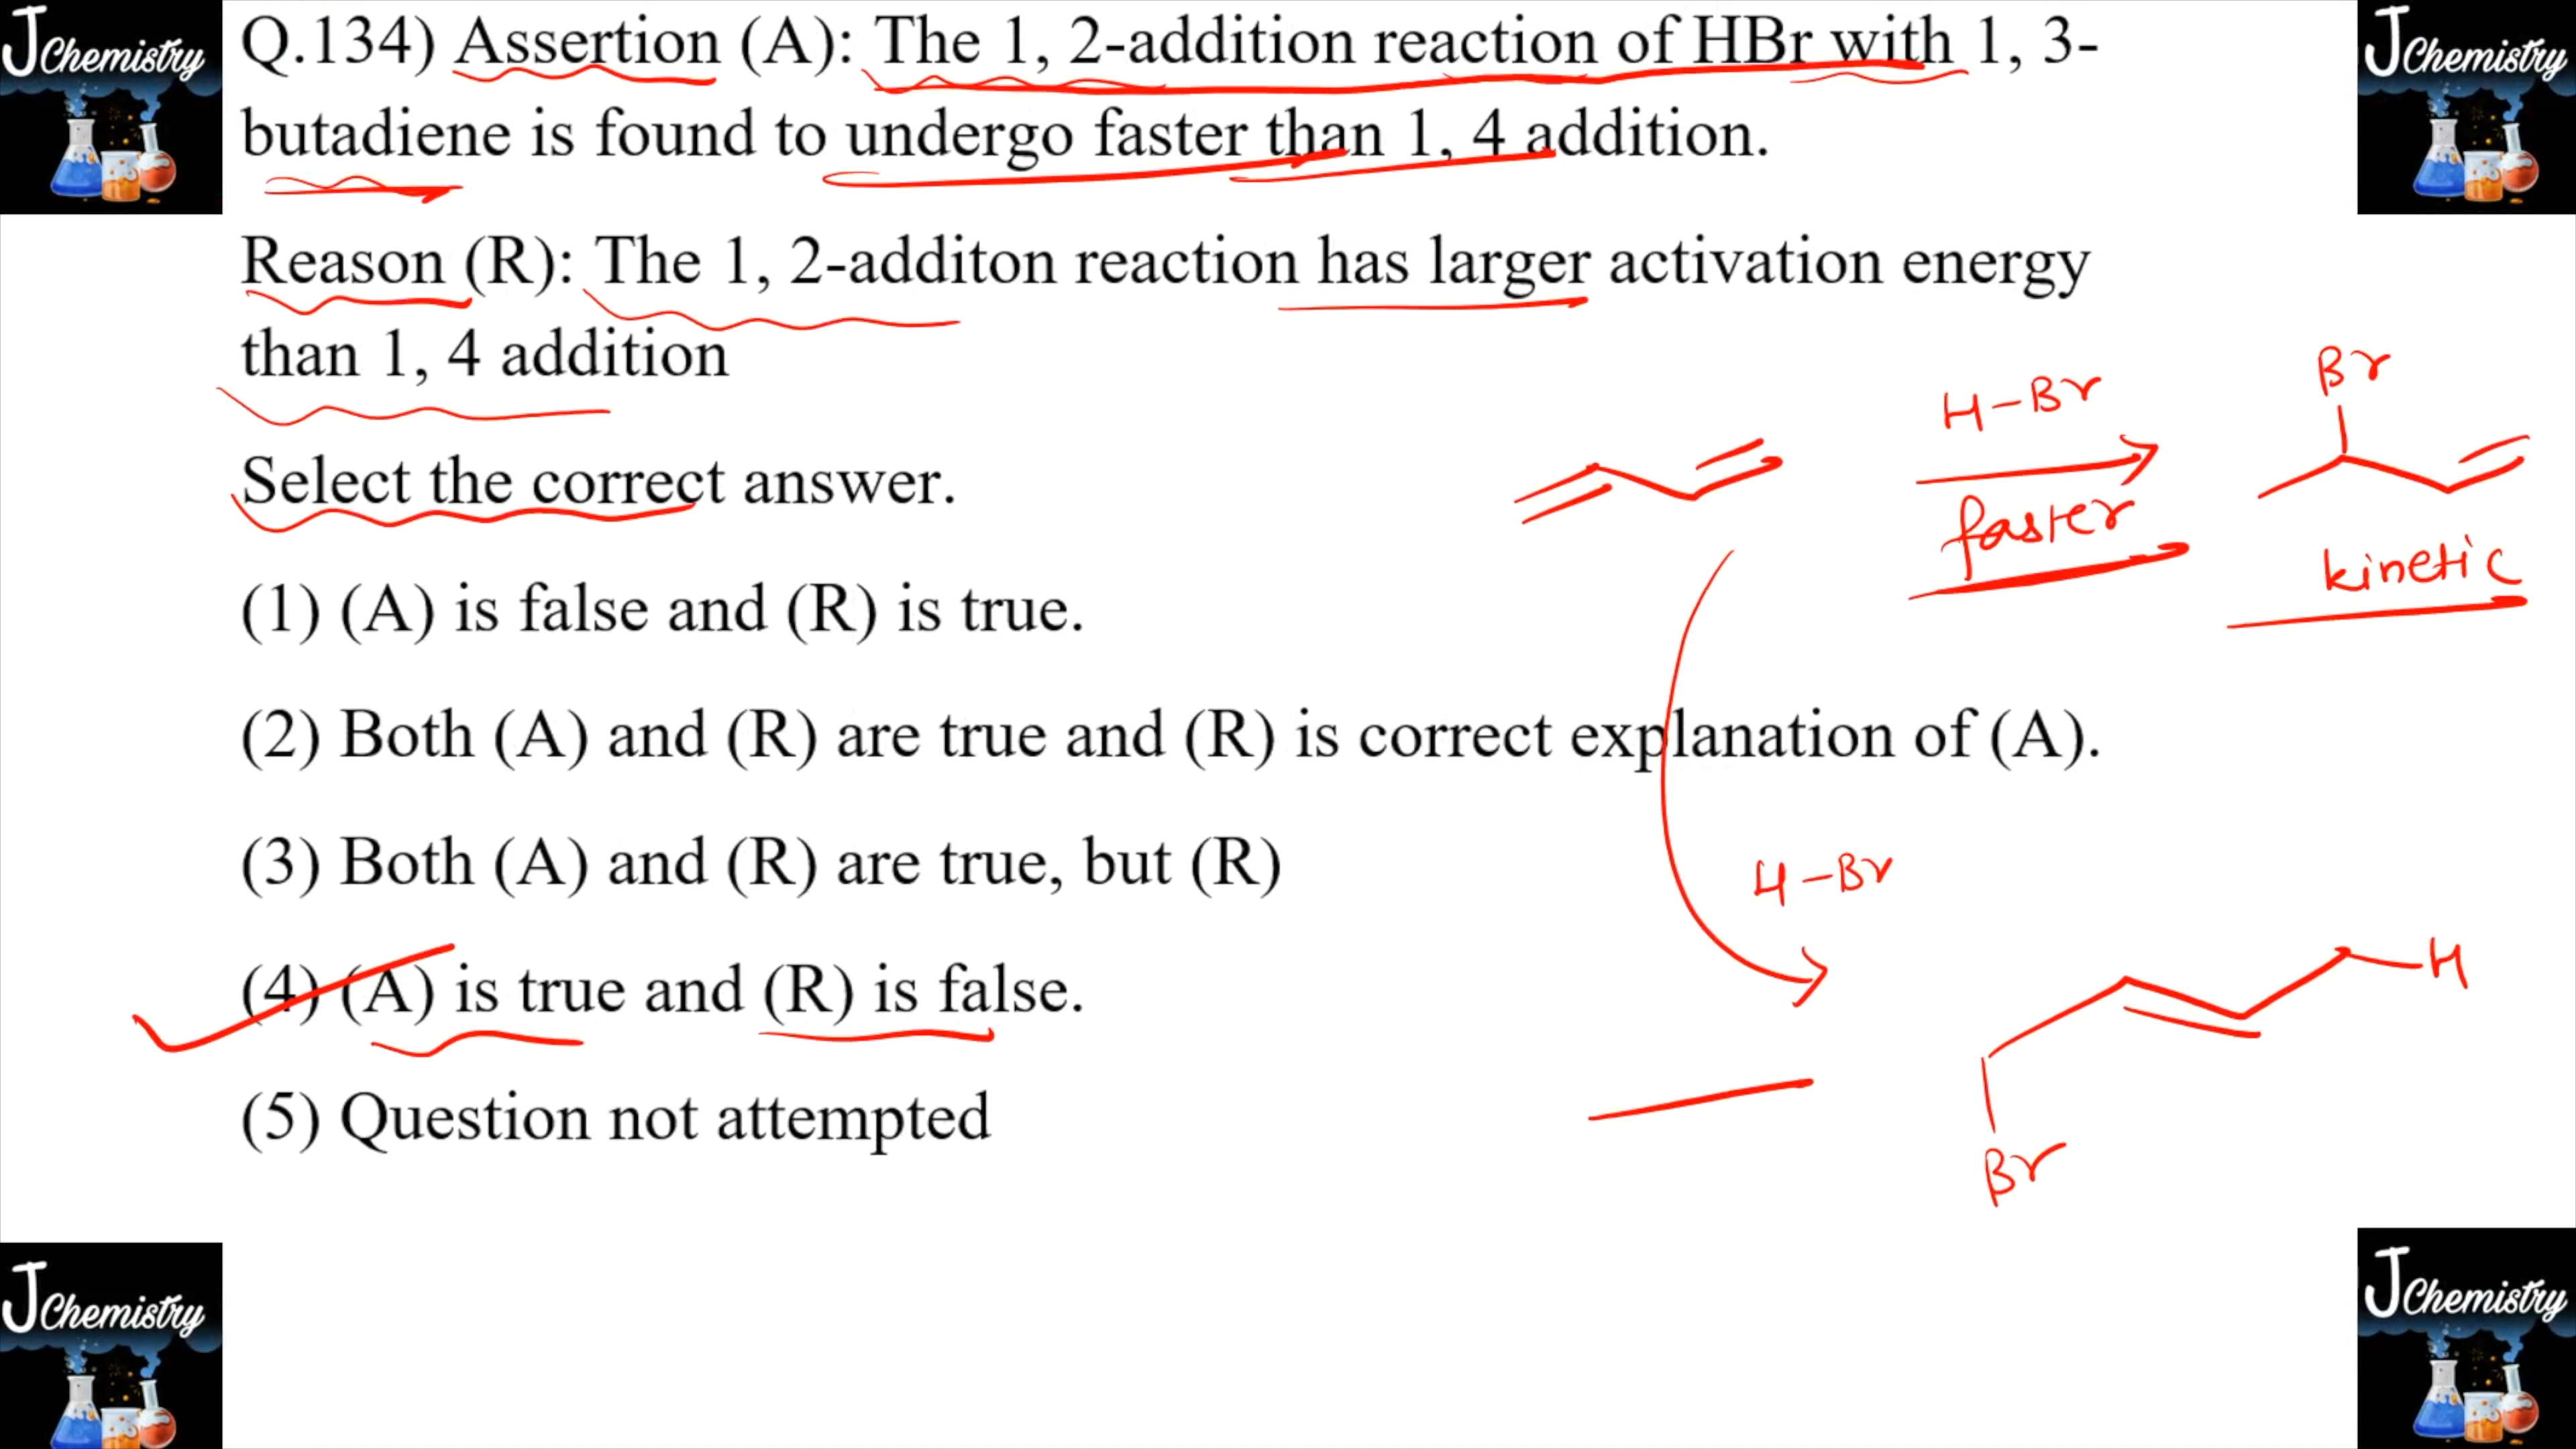 J Chemistry
J Chemistry
Q.134) Assertion (A): The 1, 2-addition reaction of HBr with 1, 3-
butadiene is found to undergo faster than 1, 4 addition.
Reason (R): The 1, 2-additon reaction has larger activation energy
than 1, 4 addition
Select the correct answer.
(1) (A) is false and (R) is true.
(2) Both (A) and (R) are true and (R) is correct explanation of (A).
(3) Both (A) and (R) are true, but (R)
(4) (A) is true and (R) is false.
(5) Question not attempted
H-Br
faster
Br
kinetic
H-Br
H
Br
J Chemistry
J Chemistry